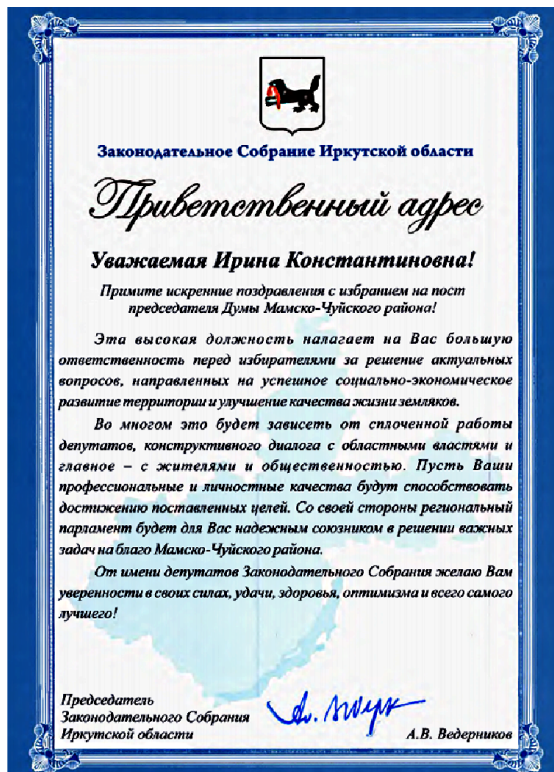 Законодательное Собрание Иркутской области
Приветственный адрес
Уважаемая Ирина Константиновна!
Примите искренние поздравления с избранием на пост
председателя Думы Мамско-Чуйского района!
Эта высокая должность налагает на Вас большую
ответственность перед избирателями за решение актуальных
вопросов, направленных на успешное социально-экономическое
развитие территории и улучшение качества жизни земляков.
Во многом это будет зависеть от сплоченной работы
депутатов, конструктивного диалога с областными властями и
главное – с жителями и общественностью. Пусть Ваши
профессиональные и личностные качества будут способствовать
достижению поставленных целей. Со своей стороны региональный
парламент будет для Вас надежным союзником в решении важных
задач на благо Мамско-Чуйского района.
От имени депутатов Законодательного Собрания желаю Вам
уверенности в своих силах, удачи, здоровья, оптимизма и всего самого
лучшего!
Председатель
Законодательного Собрания
Иркутской области
А.В. Ведерников